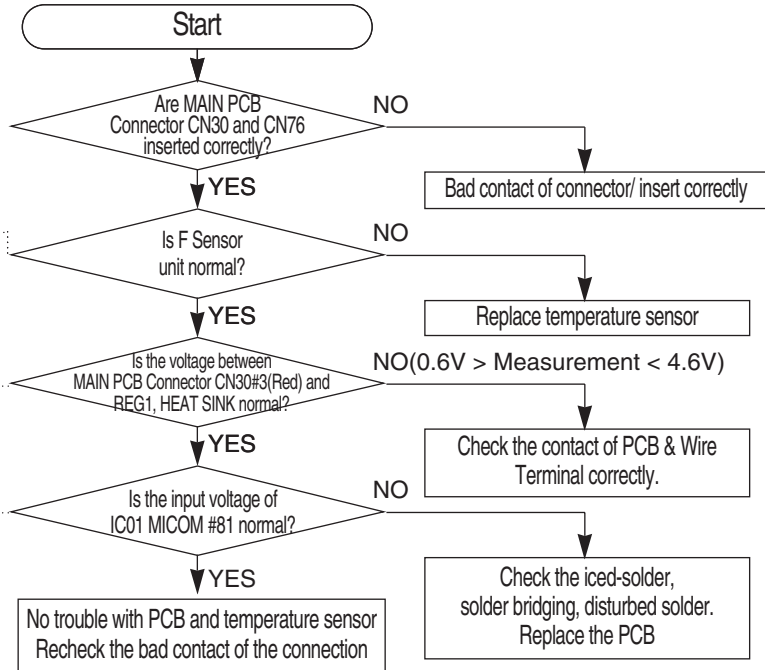 Start
Are MAIN PCB
Connector CN30 and CN76
inserted correctly?
NO
YES
Bad contact of connector/ insert correctly
Is F Sensor
unit normal?
NO
YES
Replace temperature sensor
Is the voltage between
MAIN PCB Connector CN30#3(Red) and
REG1, HEAT SINK normal?
NO(0.6V > Measurement < 4.6V)
YES
Check the contact of PCB & Wire
Terminal correctly.
Is the input voltage of
IC01 MICOM #81 normal?
NO
YES
Check the iced-solder,
solder bridging, disturbed solder.
Replace the PCB
No trouble with PCB and temperature sensor
Recheck the bad contact of the connection